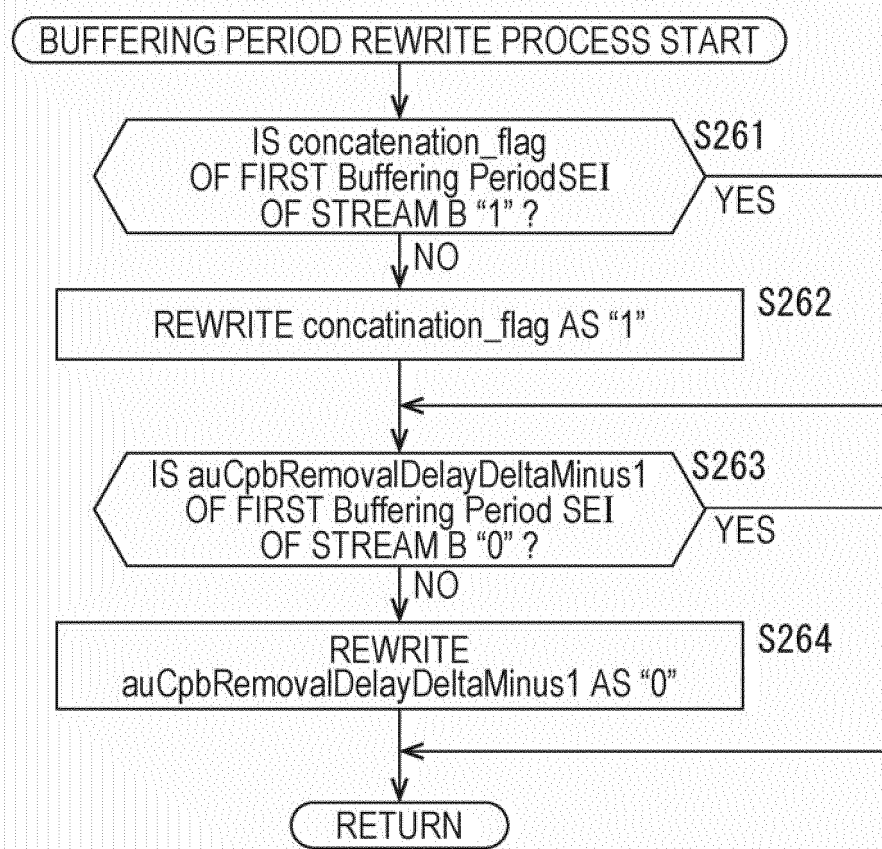 BUFFERING PERIOD REWRITE PROCESS START
IS concatenation_flag
OF FIRST Buffering PeriodSEI
OF STREAM B “1” ?
S261
YES
NO
REWRITE concatination_flag AS “1”
S262
IS auCpbRemovalDelayDeltaMinus1
OF FIRST Buffering Period SEI
OF STREAM B “0” ?
S263
YES
NO
REWRITE
auCpbRemovalDelayDeltaMinus1 AS “0”
S264
RETURN